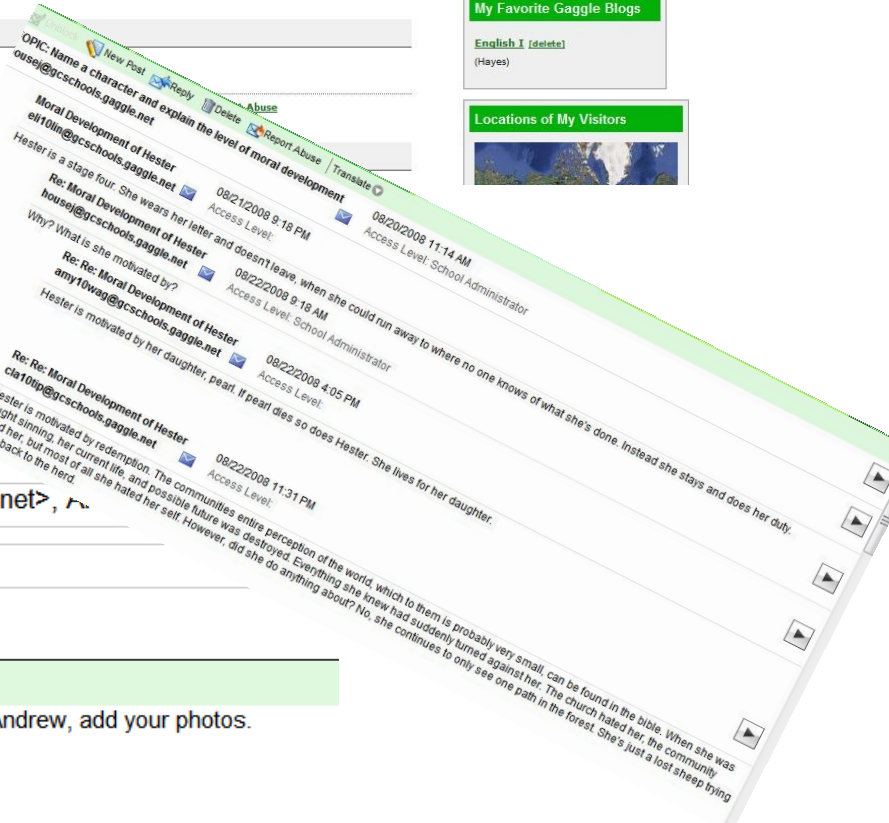 My Favorite Gaggle Blogs
English I [delete]
(Hayes)
Locations of My Visitors
Abuse
Unblock
New Post
Reply
Delete
Report Abuse
Translate
TOPIC: Name a character and explain the level of moral development
housej@gcschools.gaggle.net
08/20/2008 11:14 AM
Access Level: School Administrator
Moral Development of Hester
eli10lin@gcschools.gaggle.net
08/21/2008 9:18 PM
Access Level:
Hester is a stage four. She wears her letter and doesn't leave, when she could run away to where no one knows of what she's done. Instead she stays and does her duty.
Re: Moral Development of Hester
housej@gcschools.gaggle.net
08/22/2008 9:18 AM
Access Level: School Administrator
Why? What is she motivated by?
Re: Re: Moral Development of Hester
amy10wag@gcschools.gaggle.net
08/22/2008 4:05 PM
Access Level:
Hester is motivated by her daughter, pearl. If pearl dies so does Hester. She lives for her daughter.
Re: Re: Moral Development of Hester
cla10tip@gcschools.gaggle.net
08/22/2008 11:31 PM
Access Level:
ester is motivated by redemption. The communities entire perception of the world, which to them is probably very small, can be found in the bible. When she was
ght sinning, her current life, and possible future was destroyed. Everything she knew had suddenly turned against her. The church hated her, the community
d her, but most of all she hated her self. However, did she do anything about? No, she continues to only see one path in the forest. She's just a lost sheep trying
back to the herd.
net>,
Andrew, add your photos.